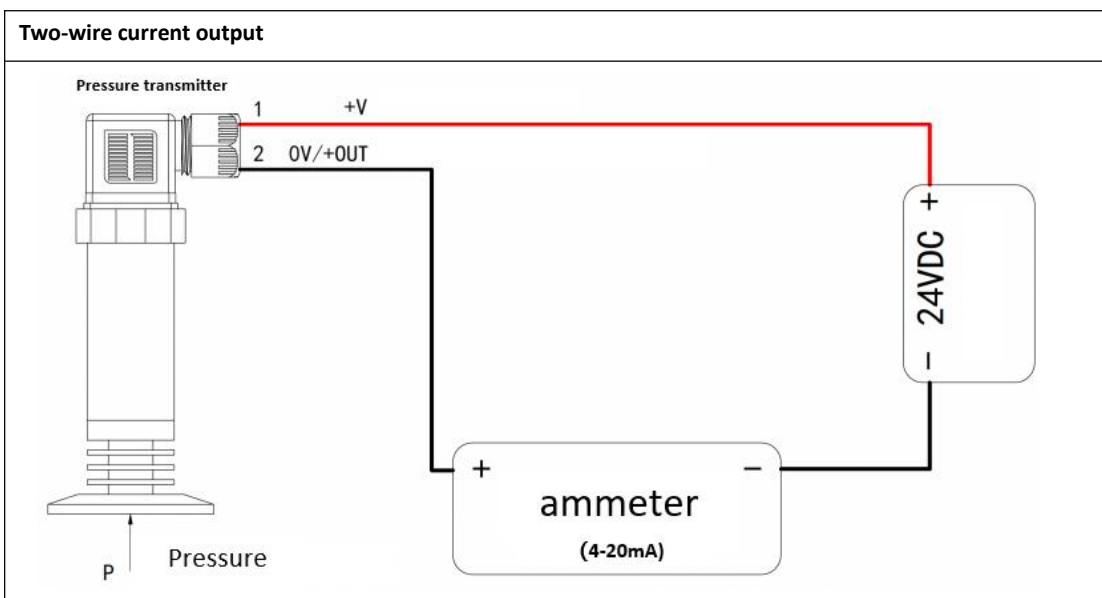 Two-wire current output
Pressure transmitter
1 +V
2 0V/+OUT
+
24VDC
-
+ -
ammeter
(4-20mA)
P Pressure